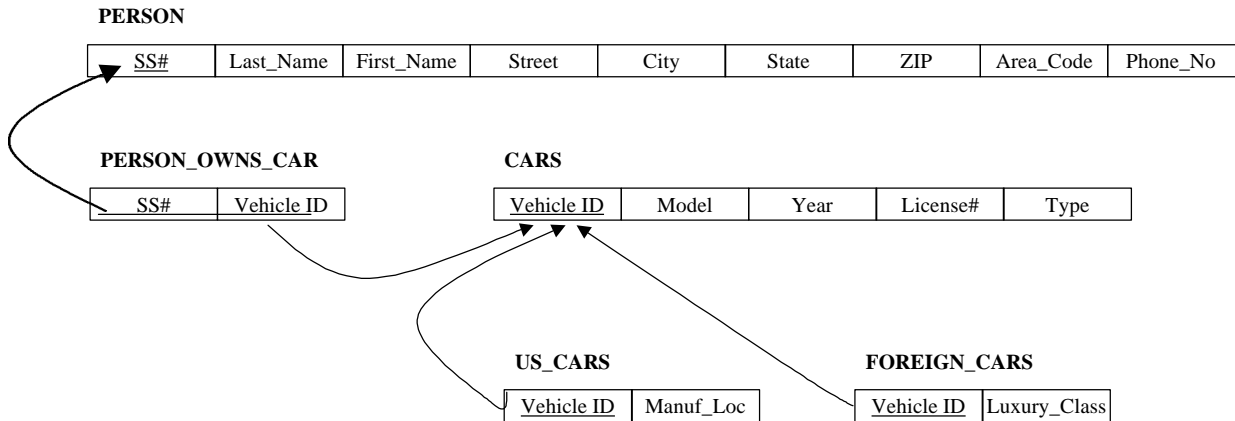 PERSON
SS# Last_Name First_Name Street City State ZIP Area_Code Phone_No
PERSON_OWNS_CAR CARS
SS# Vehicle ID Vehicle ID Model Year License# Type
US_CARS FOREIGN_CARS
Vehicle ID Manuf_Loc Vehicle ID Luxury_Class